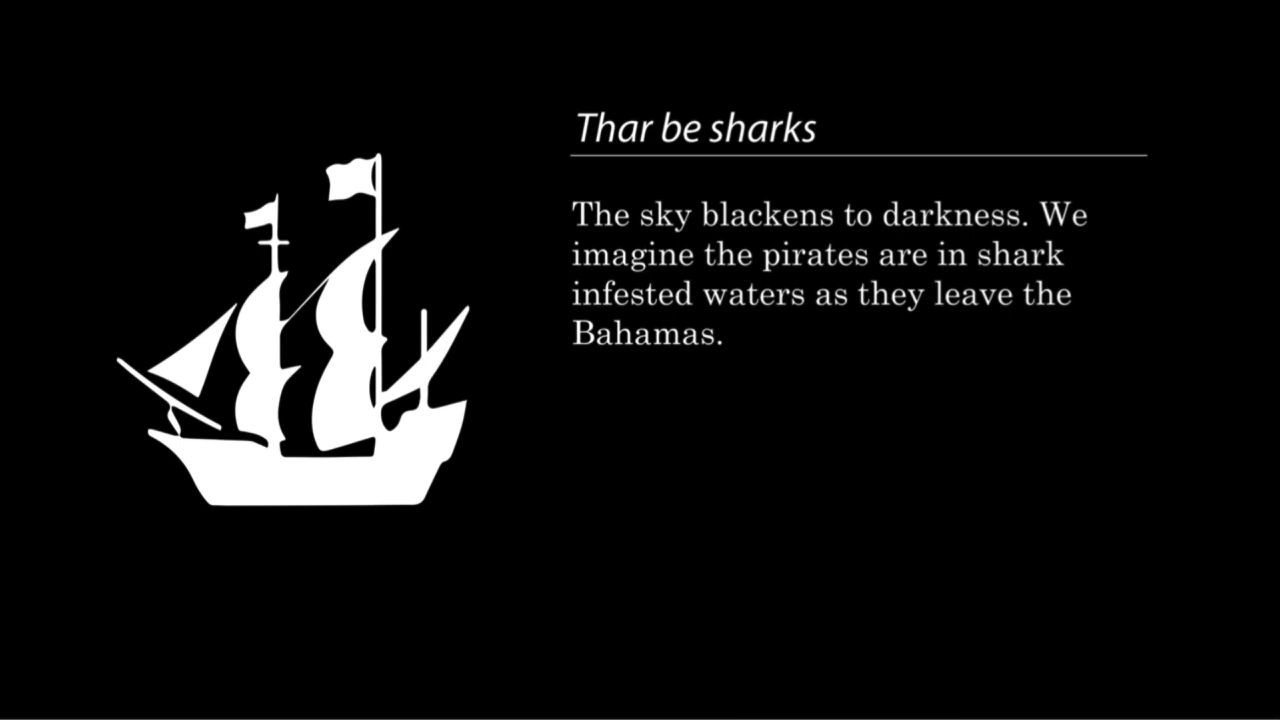 Thar be sharks
The sky blackens to darkness. We
imagine the pirates are in shark
infested waters as they leave the
Bahamas.